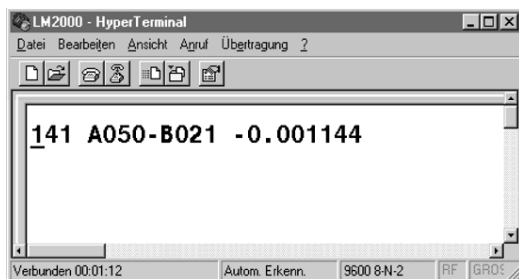 LM2000 - HyperTerminal
Datei Bearbeiten Ansicht Anruf Übertragung ?
141 A050-B021 -0.001144
Verbunden 00:01:12 Autom. Erkenn. 9600 8-N-2 RF GROS